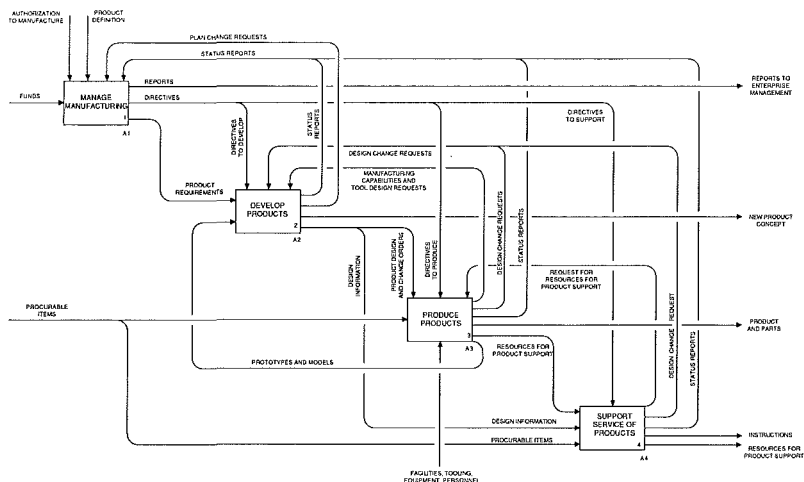 AUTHORIZATION
TO MANUFACTURE
PRODUCT
DEFINITION
PLAN CHANGE REQUESTS
STATUS REPORTS
REPORTS
REPORTS TO
ENTERPRISE
MANAGEMENT
FUNDS
MANAGE
MANUFACTURING
1
A1
DIRECTIVES
DIRECTIVES
TO DEVELOP
STATUS
REPORTS
DIRECTIVES
TO SUPPORT
DESIGN CHANGE REQUESTS
MANUFACTURING
CAPABILITIES AND
TOOL DESIGN REQUESTS
PRODUCT
REQUIREMENTS
DEVELOP
PRODUCTS
2
A2
NEW PRODUCT
CONCEPT
DESIGN
INFORMATION
PRODUCT DESIGN
AND CHANGE ORDERS
DIRECTIVES
TO PRODUCE
DESIGN CHANGE REQUESTS
STATUS REPORTS
REQUEST FOR
RESOURCES FOR
PRODUCT SUPPORT
DESIGN CHANGE REQUEST
STATUS REPORTS
PROCURABLE
ITEMS
PRODUCE
PRODUCTS
3
A3
PRODUCT
AND PARTS
RESOURCES FOR
PRODUCT SUPPORT
PROTOTYPES AND MODELS
DESIGN INFORMATION
SUPPORT
SERVICE OF
PRODUCTS
4
A4
PROCURABLE ITEMS
INSTRUCTIONS
RESOURCES FOR
PRODUCT SUPPORT
FACILITIES, TOOLING,
EQUIPMENT, PERSONNEL